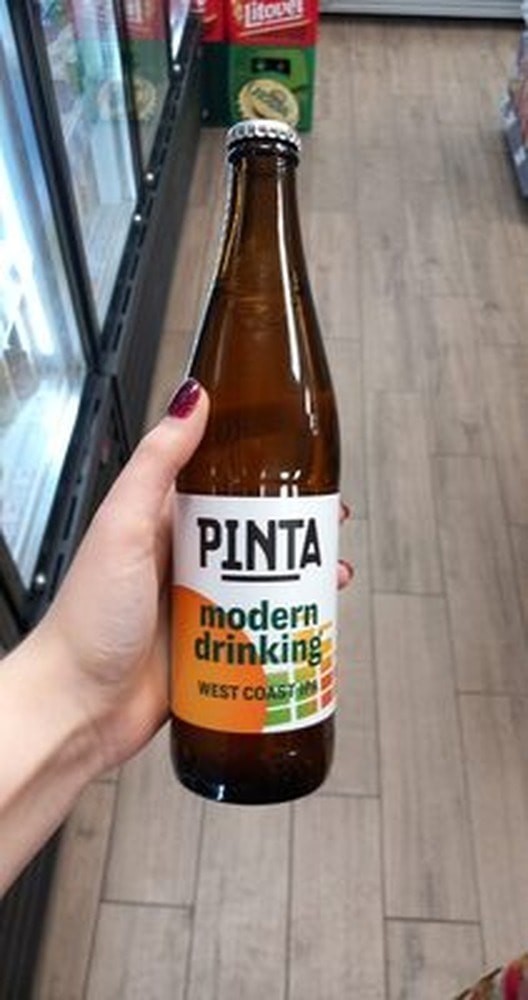 Litovel
PINTA
modern
drinking
WEST COAST IPA